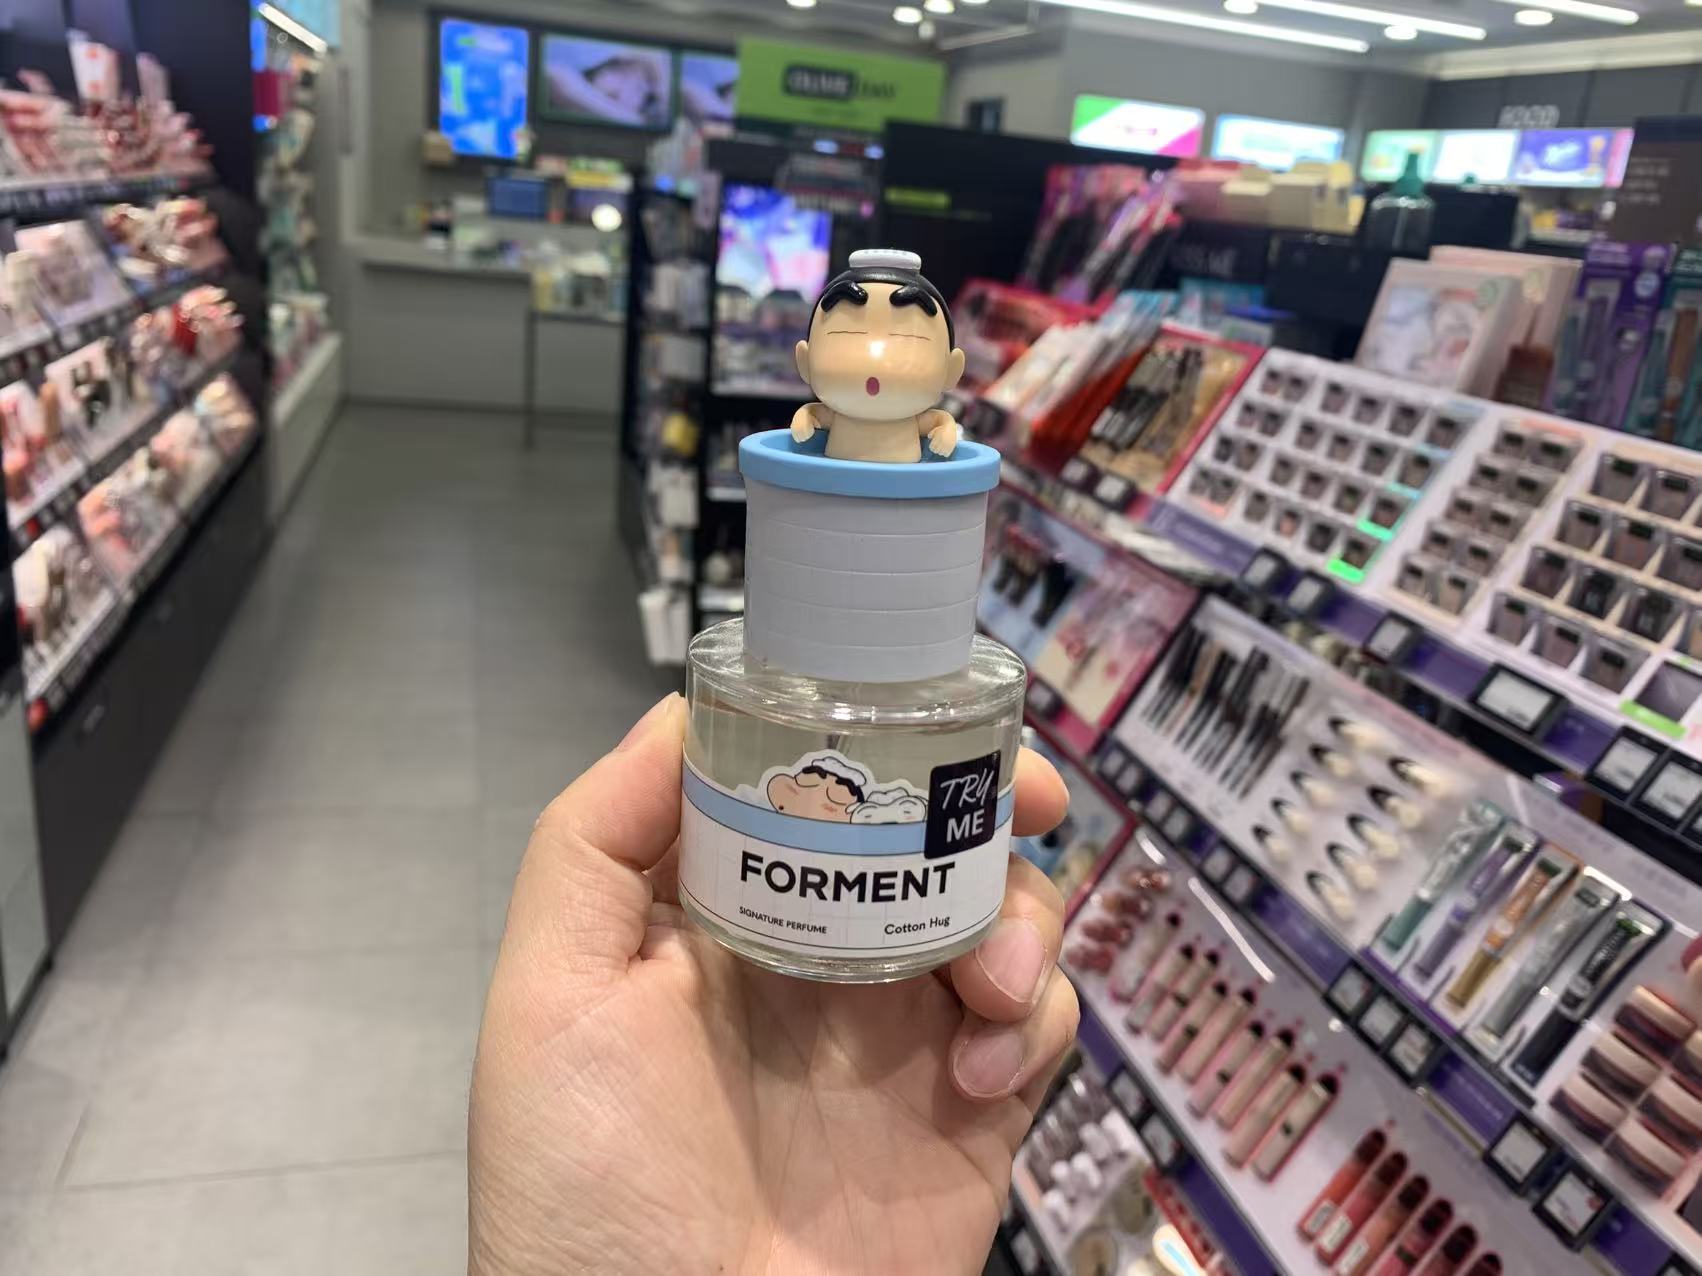 TRY
ME
FORMENT
SIGNATURE PERFUME
Cotton Hug